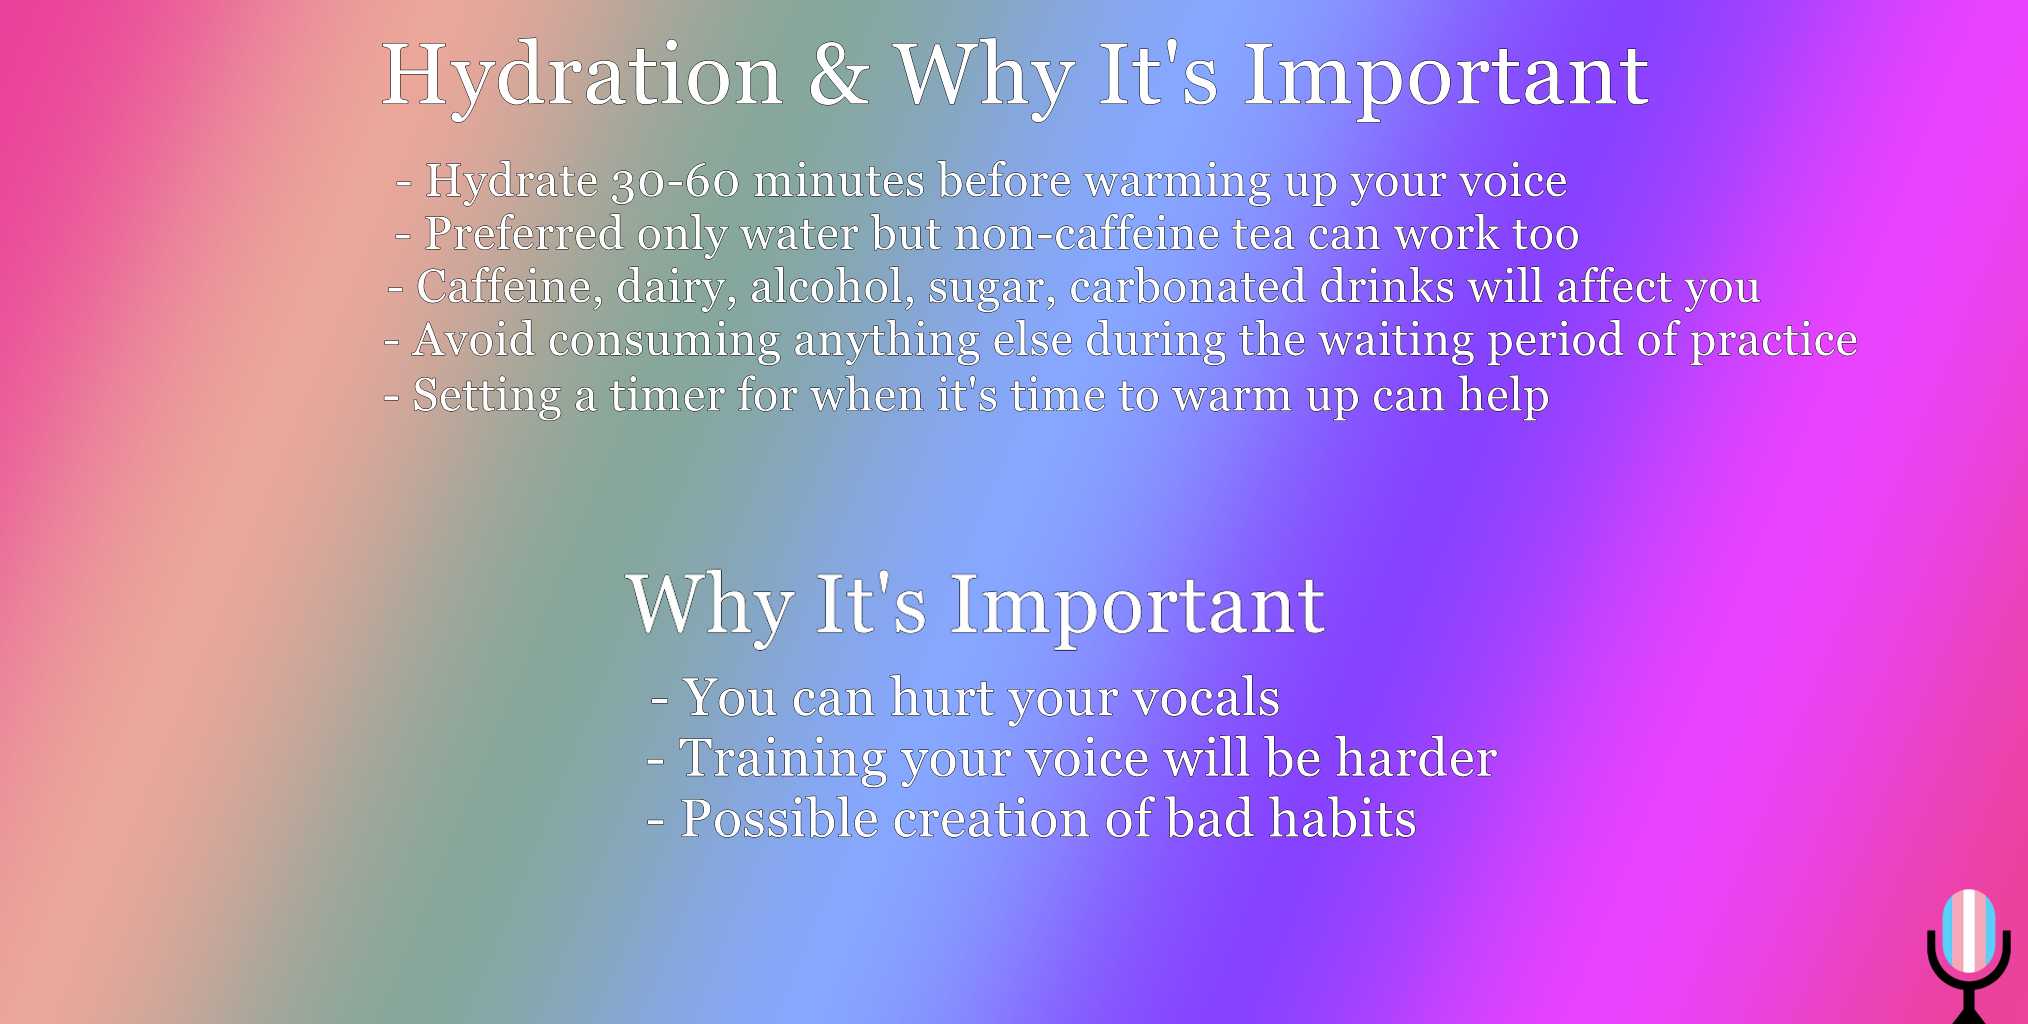 Hydration & Why It's Important
- Hydrate 30-60 minutes before warming up your voice
- Preferred only water but non-caffeine tea can work too
- Caffeine, dairy, alcohol, sugar, carbonated drinks will affect you
- Avoid consuming anything else during the waiting period of practice
- Setting a timer for when it's time to warm up can help
Why It's Important
- You can hurt your vocals
- Training your voice will be harder
- Possible creation of bad habits